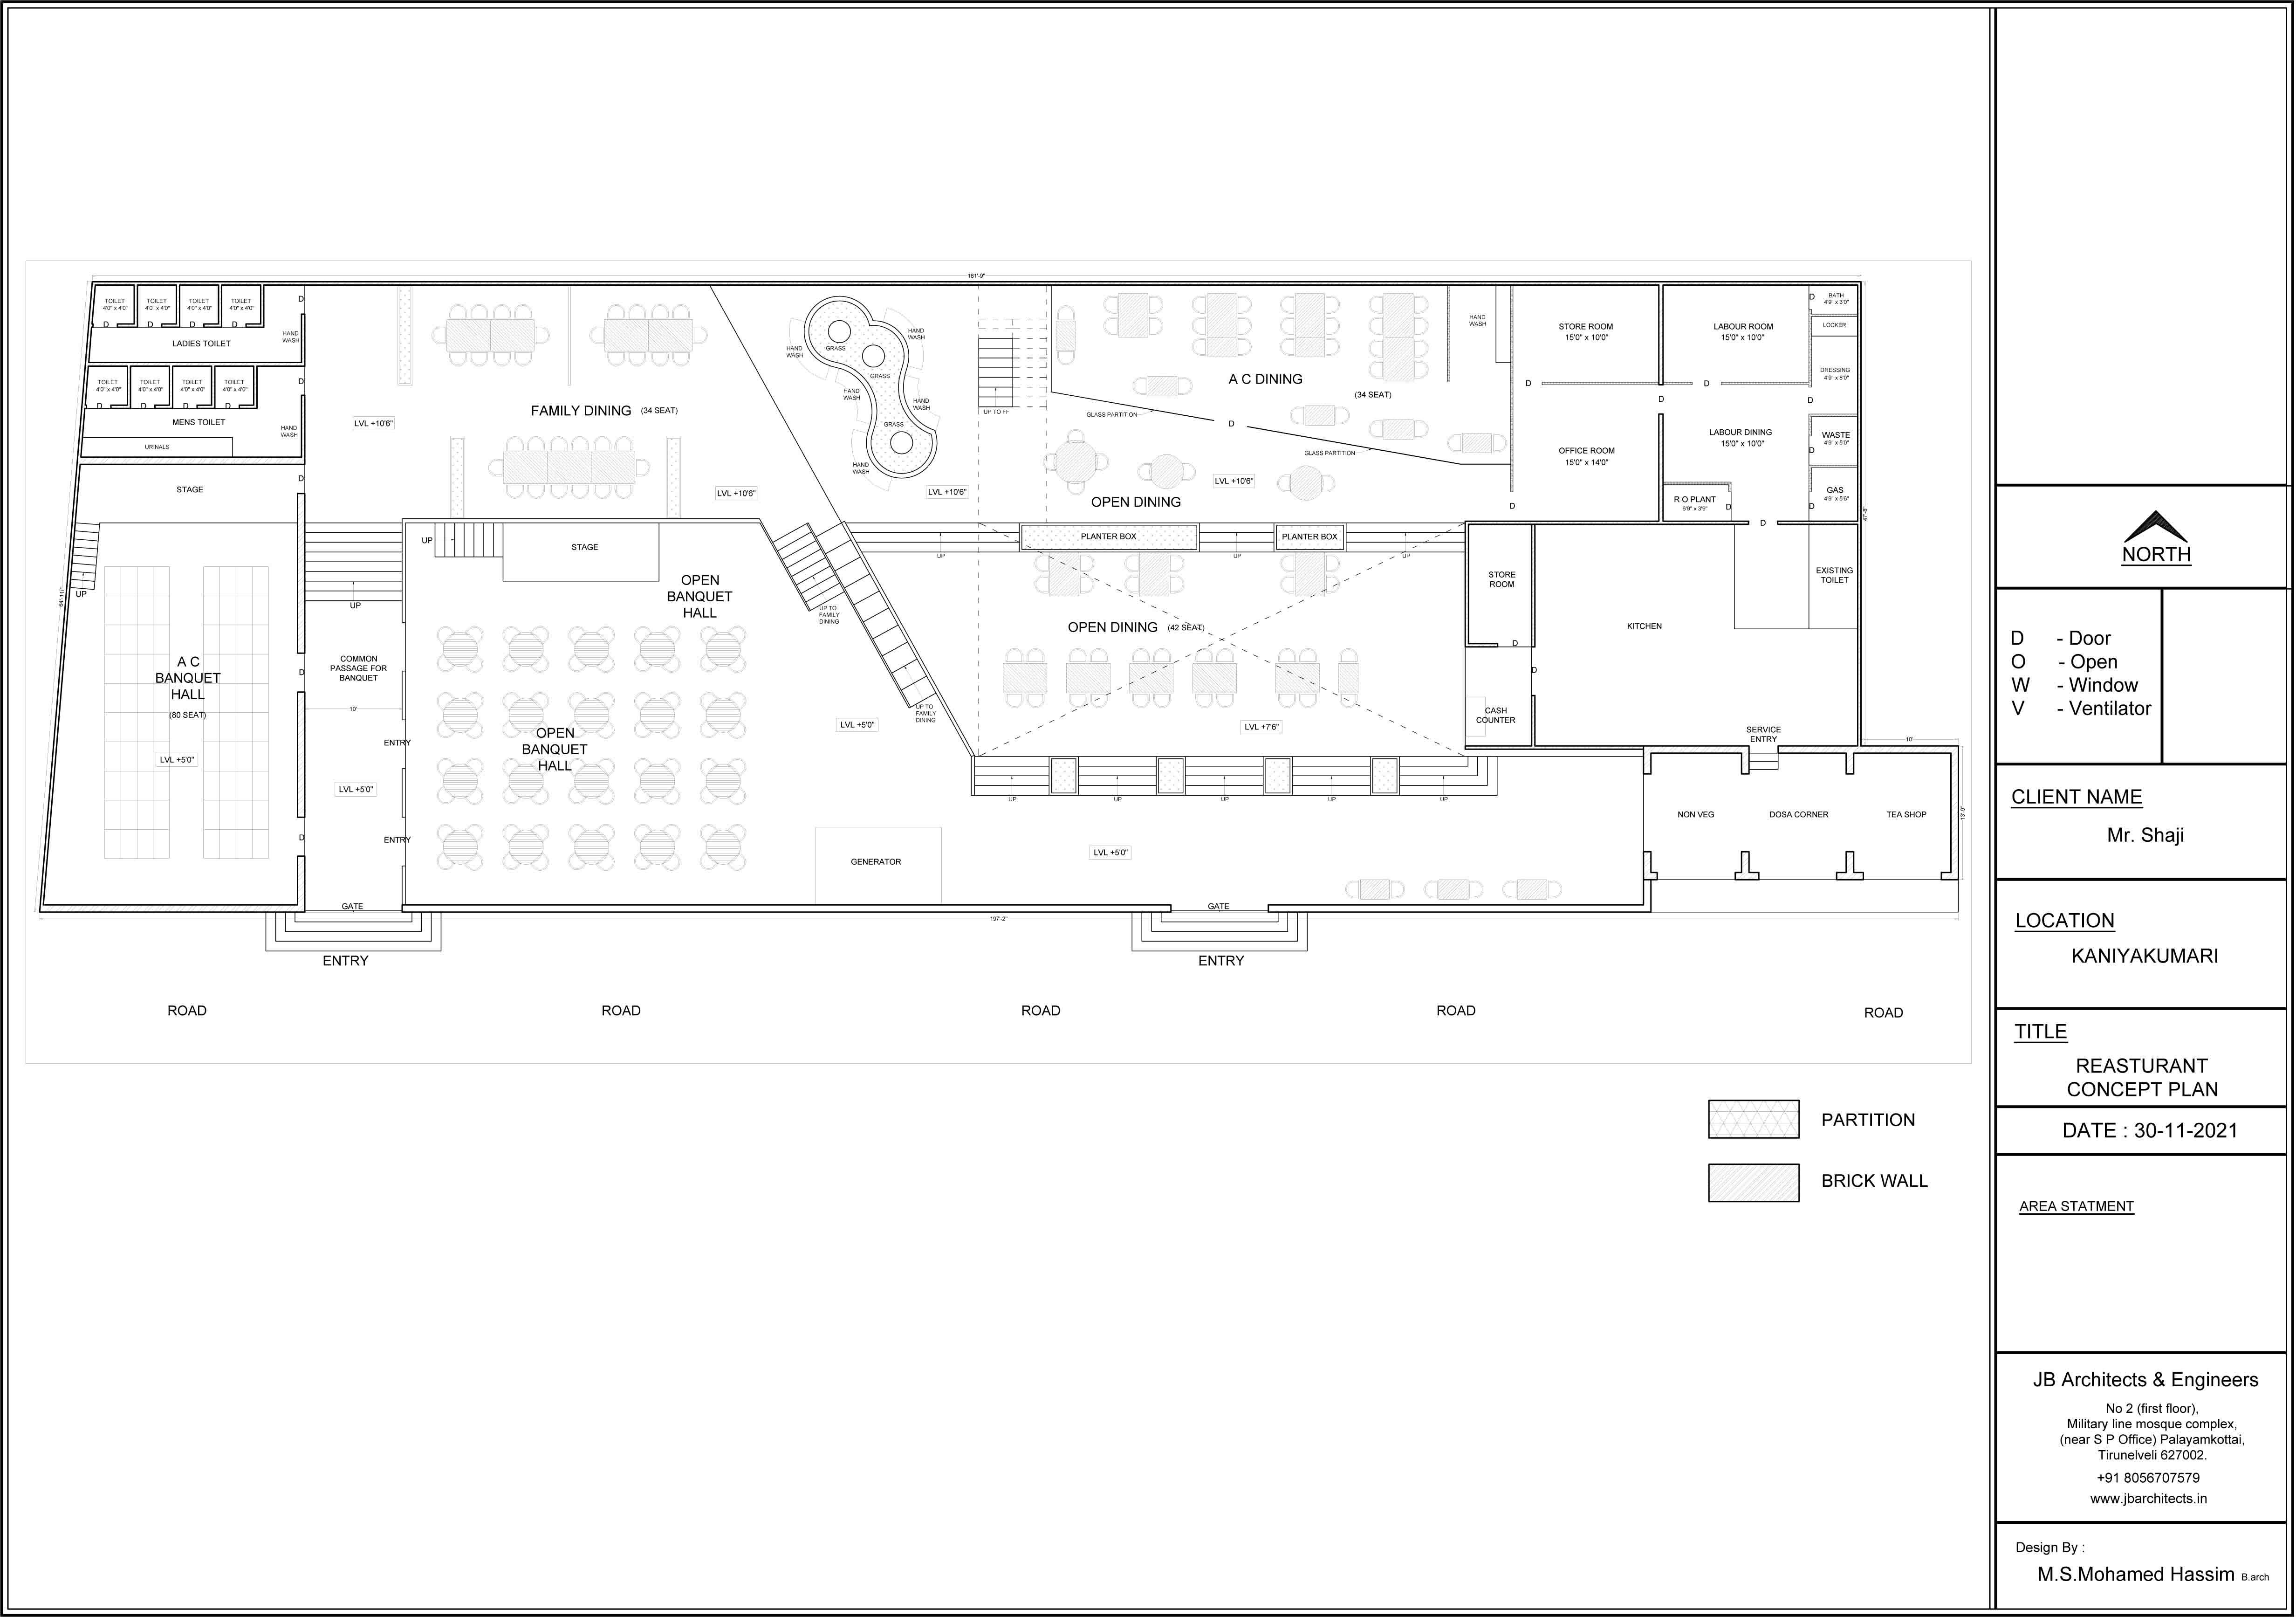 181'-9"
TOILET
4'0" x 4'0"
TOILET
4'0" x 4'0"
TOILET
4'0" x 4'0"
TOILET
4'0" x 4'0"
D
D
D
D
D
HAND
WASH
LADIES TOILET
TOILET
4'0" x 4'0"
TOILET
4'0" x 4'0"
TOILET
4'0" x 4'0"
TOILET
4'0" x 4'0"
D
D
D
D
D
MENS TOILET
HAND
WASH
URINALS
STAGE
D
UP
64'-11"
A C
BANQUET
HALL
(80 SEAT)
LVL +5'0"
D
D
LVL +10'6"
FAMILY DINING (34 SEAT)
LVL +10'6"
UP
COMMON
PASSAGE FOR
BANQUET
10'
ENTRY
LVL +5'0"
ENTRY
GATE
UP
STAGE
OPEN
BANQUET
HALL
OPEN
BANQUET
HALL
UP TO
FAMILY
DINING
UP TO
FAMILY
DINING
LVL +5'0"
GENERATOR
HAND
WASH
HAND
WASH
HAND
WASH
HAND
WASH
HAND
WASH
GRASS
GRASS
GRASS
LVL +10'6"
UP TO FF
GLASS PARTITION
D
GLASS PARTITION
A C DINING
(34 SEAT)
HAND
WASH
LVL +10'6"
OPEN DINING
UP
PLANTER BOX
UP
PLANTER BOX
UP
OPEN DINING (42 SEAT)
LVL +7'6"
UP
UP
UP
UP
UP
LVL +5'0"
GATE
STORE ROOM
15'0" x 10'0"
D
OFFICE ROOM
15'0" x 14'0"
D
LABOUR ROOM
15'0" x 10'0"
D
D
LABOUR DINING
15'0" x 10'0"
R O PLANT
6'9" x 3'9"
D
D
D
BATH
4'9" x 3'0"
LOCKER
DRESSING
4'9" x 8'0"
D
WASTE
4'9" x 5'0"
D
GAS
4'9" x 5'6"
D
47'-8"
STORE
ROOM
D
D
CASH
COUNTER
KITCHEN
EXISTING
TOILET
SERVICE
ENTRY
10'
NON VEG
DOSA CORNER
TEA SHOP
13'-9"
197'-2"
ENTRY
ENTRY
ROAD
ROAD
ROAD
ROAD
ROAD
PARTITION
BRICK WALL
NORTH
D - Door
O - Open
W - Window
V - Ventilator
CLIENT NAME
Mr. Shaji
LOCATION
KANIYAKUMARI
TITLE
REASTURANT
CONCEPT PLAN
DATE : 30-11-2021
AREA STATMENT
JB Architects & Engineers
No 2 (first floor),
Military line mosque complex,
(near S P Office) Palayamkottai,
Tirunelveli 627002.
+91 8056707579
www.jbarchitects.in
Design By :
M.S.Mohamed Hassim B.arch